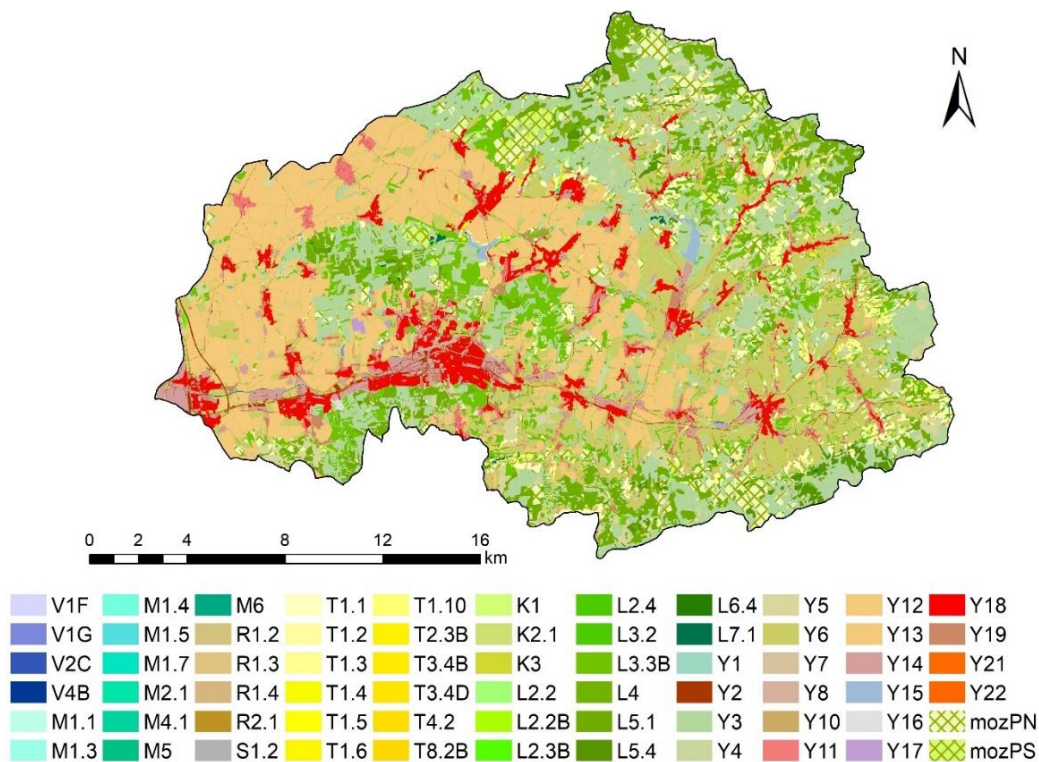 N
0 4 8 12 16
km
V1F M1.4 M6 T1.1 T1.10 K1 L2.4 L6.4 Y5 Y12 Y18
V1G M1.5 R1.2 T1.2 T2.3B K2.1 L3.2 L7.1 Y6 Y13 Y19
V2C M1.7 R1.3 T1.3 T3.4B K3 L3.3B Y1 Y7 Y14 Y21
V4B M2.1 R1.4 T1.4 T3.4D L2.2 L4 Y2 Y8 Y15 Y22
M1.1 M4.1 R2.1 T1.5 T4.2 L2.2B L5.1 Y3 Y10 Y16 mozPN
M1.3 M5 S1.2 T1.6 T8.2B L2.3B L5.4 Y4 Y11 Y17 mozPS